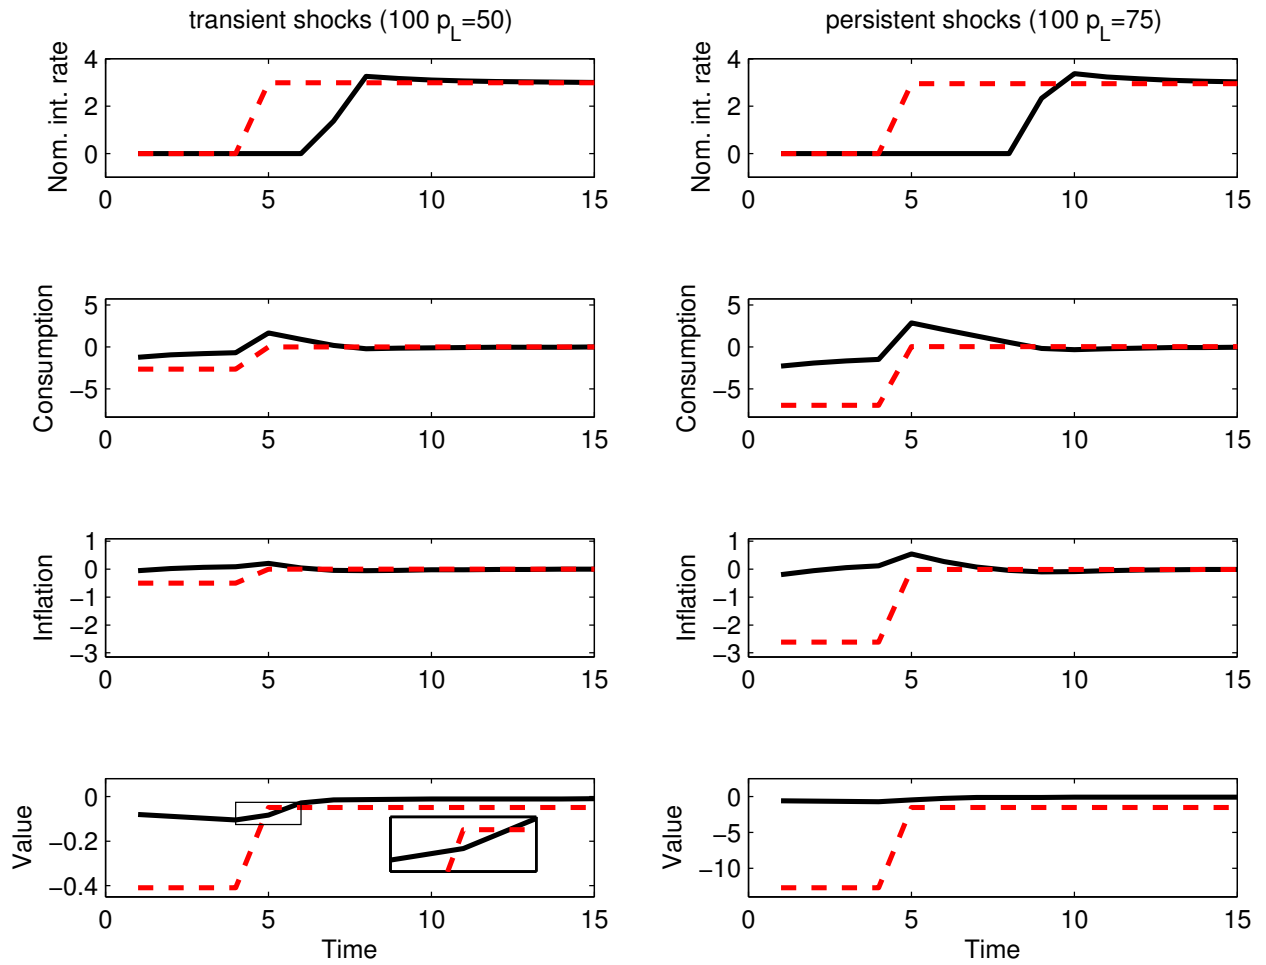 transient shocks (100 p_L=50)
Nom. int. rate
4
2
0
0 5 10 15
Consumption
5
0
−5
0 5 10 15
Inflation
1
0
−1
−2
−3
0 5 10 15
Value
0
−0.2
−0.4
0 5 10 15
Time
persistent shocks (100 p_L=75)
Nom. int. rate
4
2
0
0 5 10 15
Consumption
5
0
−5
0 5 10 15
Inflation
1
0
−1
−2
−3
0 5 10 15
Value
0
−5
−10
0 5 10 15
Time